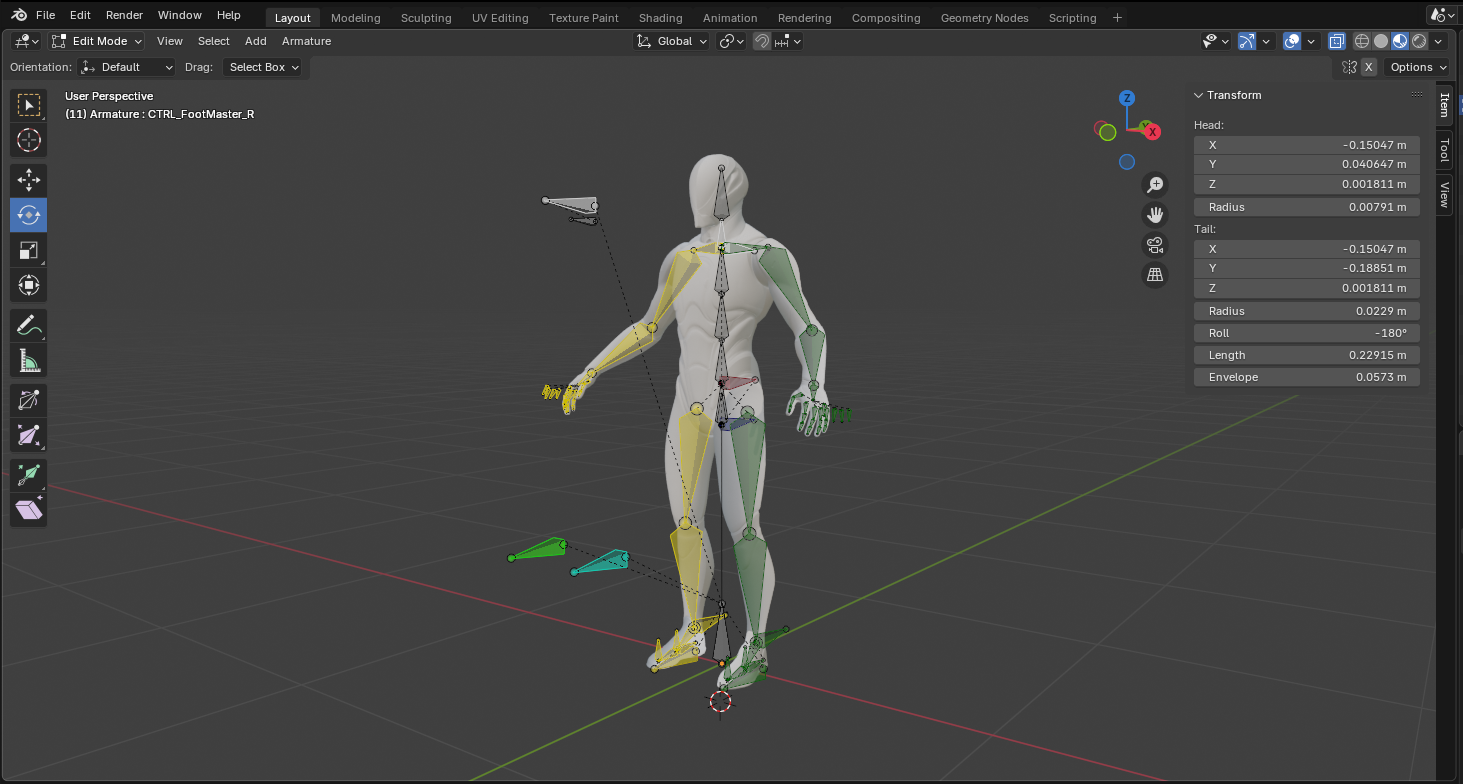 File Edit Render Window Help Layout Modeling Sculpting UV Editing Texture Paint Shading Animation Rendering Compositing Geometry Nodes Scripting +
Edit Mode View Select Add Armature Global
Orientation: Default Drag: Select Box X Options
User Perspective
(11) Armature : CTRL_FootMaster_R
Z
X
Transform
Head:
X -0.15047 m
Y 0.040647 m
Z 0.001811 m
Radius 0.00791 m
Tail:
X -0.15047 m
Y -0.18851 m
Z 0.001811 m
Radius 0.0229 m
Roll -180°
Length 0.22915 m
Envelope 0.0573 m
Item
Tool
View